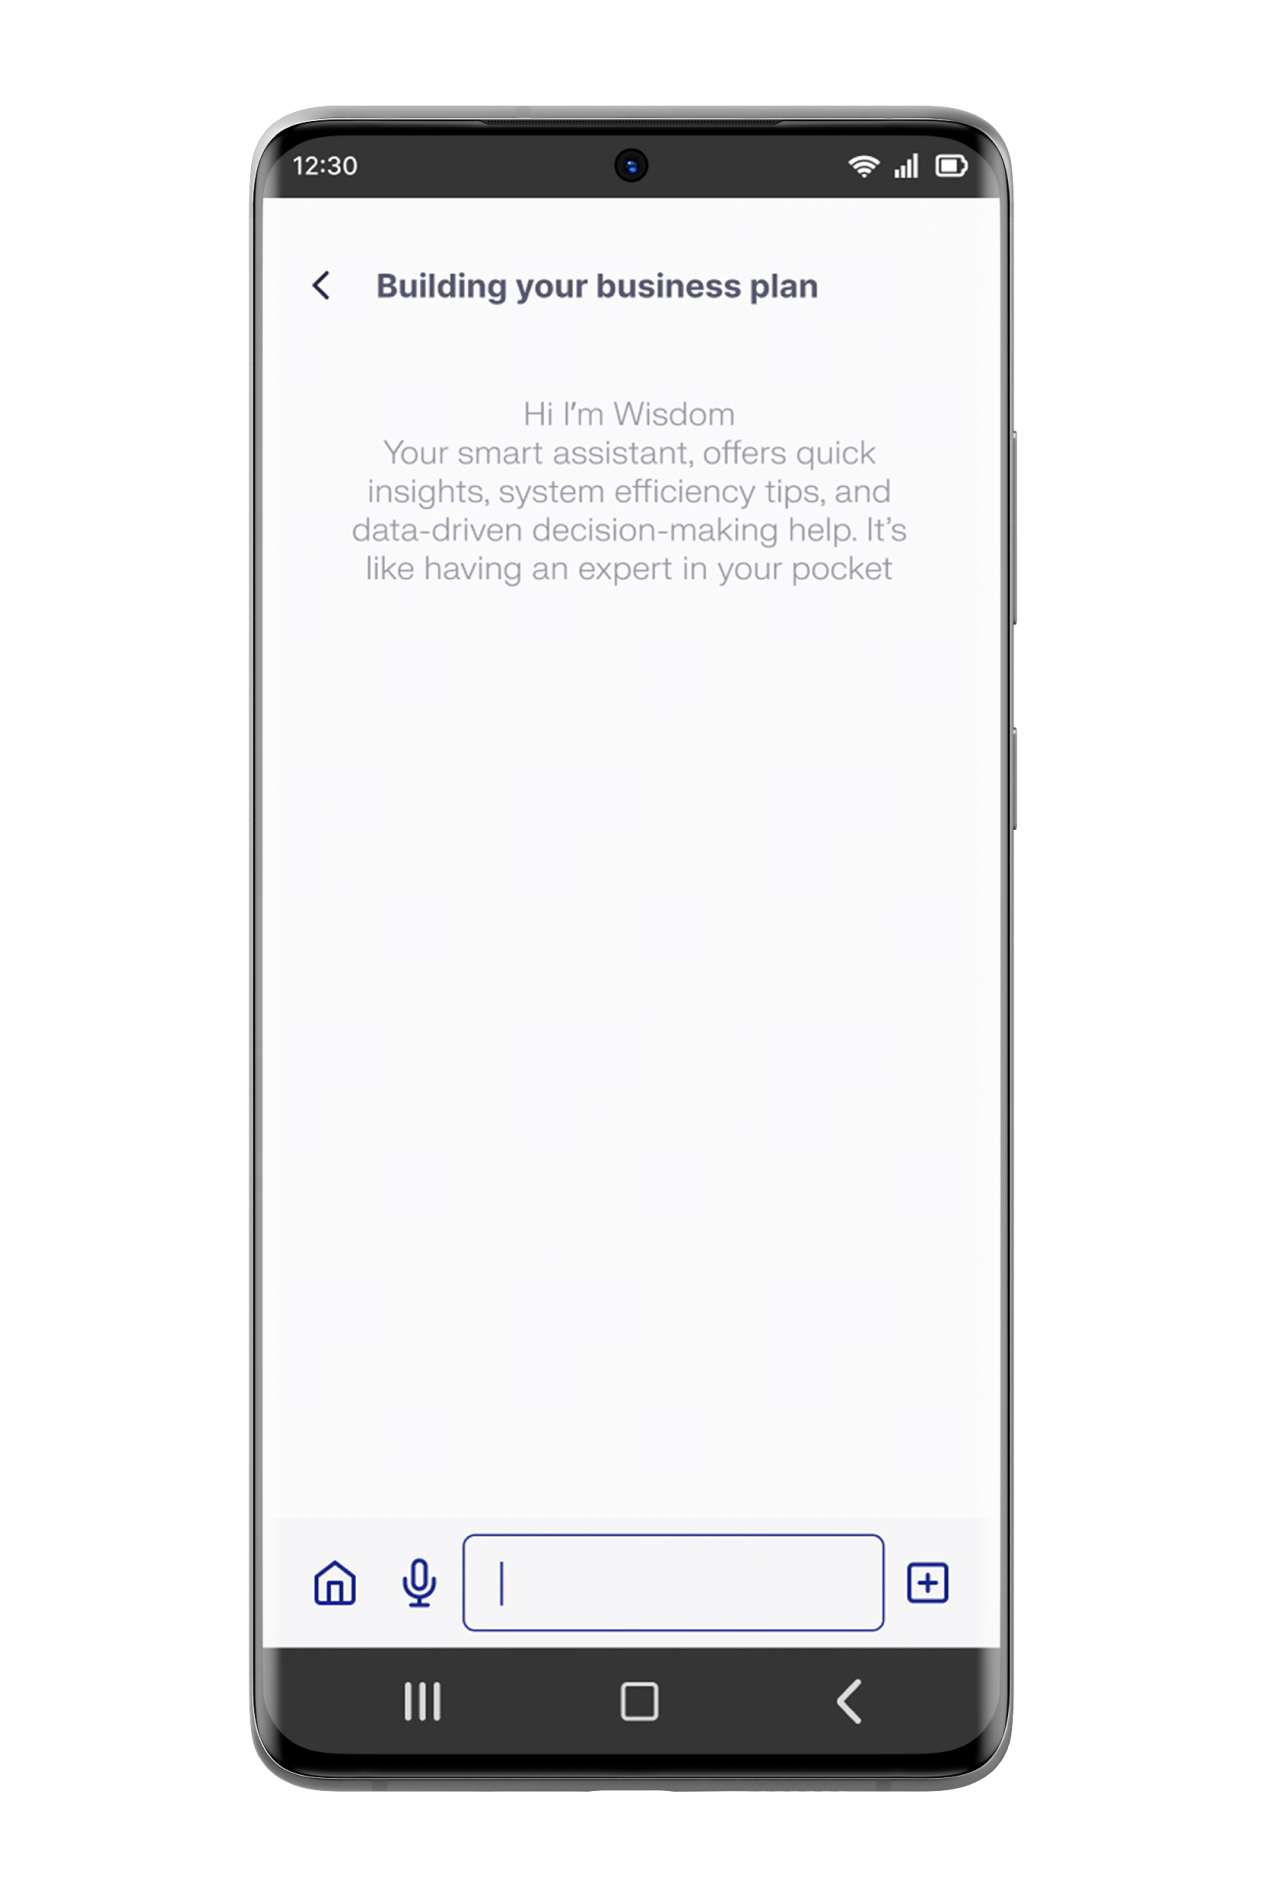 12:30
Building your business plan
Hi I'm Wisdom
Your smart assistant, offers quick
insights, system efficiency tips, and
data-driven decision-making help. It's
like having an expert in your pocket